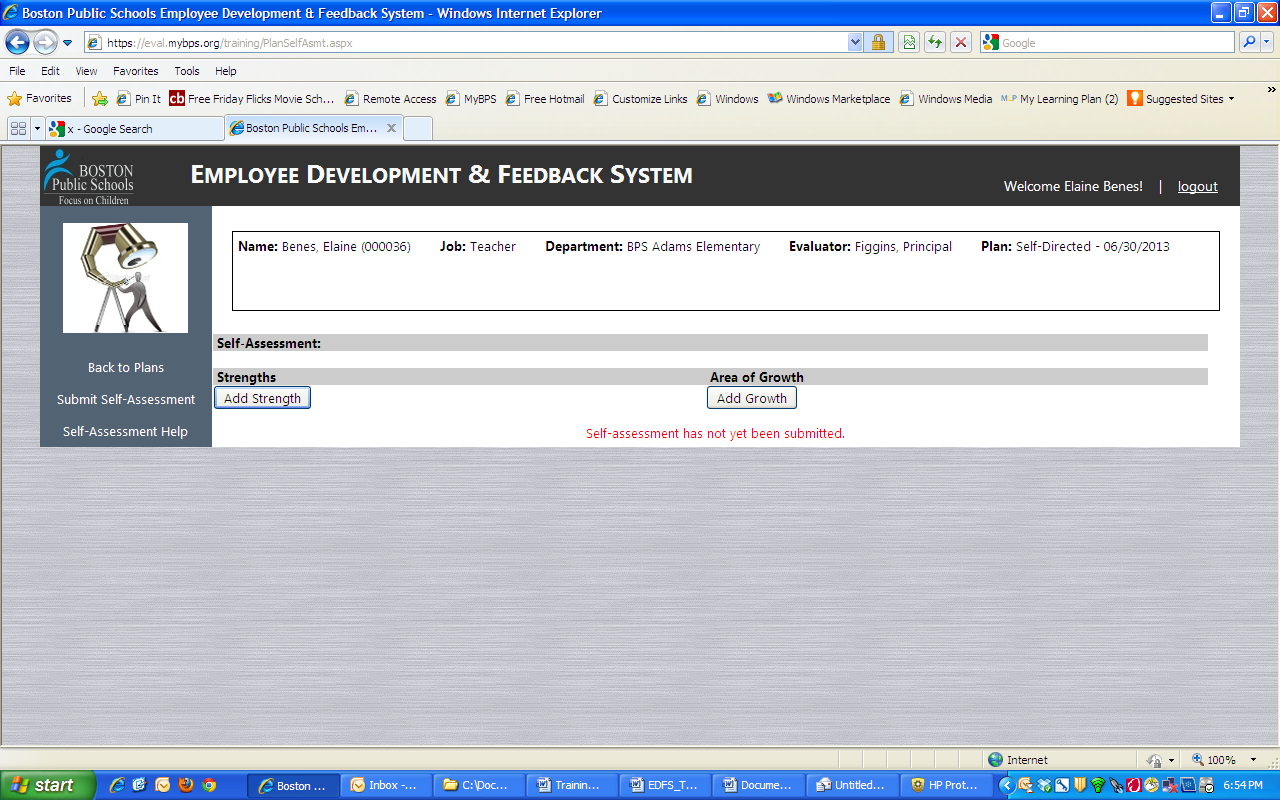 Boston Public Schools Employee Development & Feedback System - Windows Internet Explorer
https://eval.mybps.org/training/PlanSelfAsmt.aspx
Google
File Edit View Favorites Tools Help
Favorites Pin It cb Free Friday Flicks Movie Sch... Remote Access MyBPS Free Hotmail Customize Links Windows Windows Marketplace Windows Media MLP My Learning Plan (2) Suggested Sites
x - Google Search Boston Public Schools Em...
BOSTON
Public Schools
Focus on Children
EMPLOYEE DEVELOPMENT & FEEDBACK SYSTEM
Welcome Elaine Benes! | logout
Name: Benes, Elaine (000036) Job: Teacher Department: BPS Adams Elementary Evaluator: Figgins, Principal Plan: Self-Directed - 06/30/2013
Back to Plans
Submit Self-Assessment
Self-Assessment Help
Self-Assessment:
Strengths Area of Growth
Add Strength Add Growth
Self-assessment has not yet been submitted.
Internet 100%
start Boston ... Inbox -... C:\Doc... Trainin... EDFS_T... Docume... Untitled... HP Prot... 6:54 PM